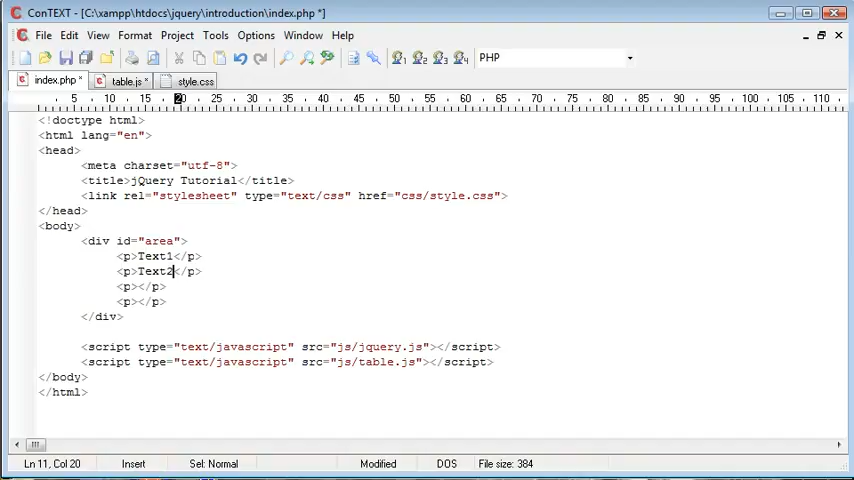 ConTEXT - [C:\xampp\htdocs\jquery\introduction\index.php *]
File Edit View Format Project Tools Options Window Help
1 2 3 4 PHP
index.php * table.js * style.css
5 10 15 20 25 30 35 40 45 50 55 60 65 70 75 80 85 90 95 100 105 110
<!doctype html>
<html lang="en">
<head>
<meta charset="utf-8">
<title>jQuery Tutorial</title>
<link rel="stylesheet" type="text/css" href="css/style.css">
</head>
<body>
<div id="area">
<p>Text1</p>
<p>Text2</p>
<p></p>
<p></p>
</div>
<script type="text/javascript" src="js/jquery.js"></script>
<script type="text/javascript" src="js/table.js"></script>
</body>
</html>
Ln 11, Col 20 Insert Sel: Normal Modified DOS File size: 384